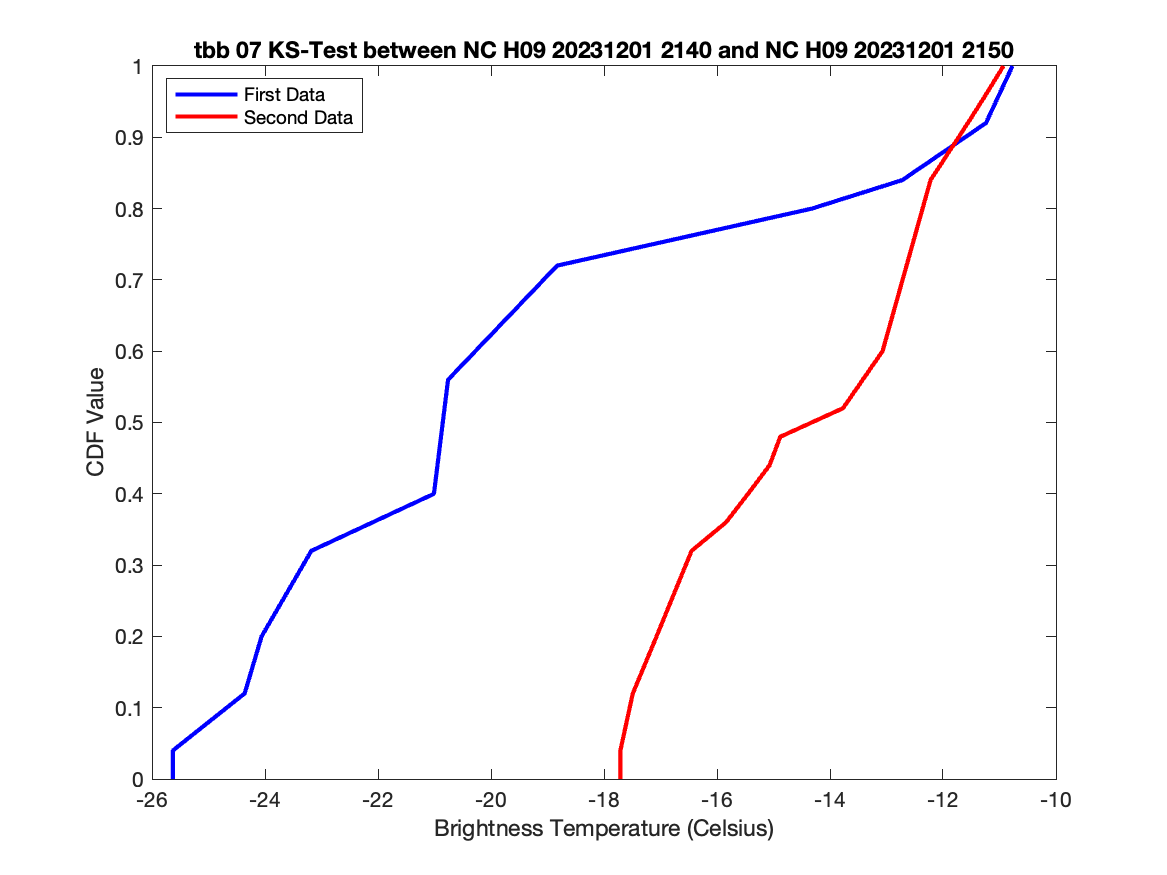 tbb 07 KS-Test between NC H09 20231201 2140 and NC H09 20231201 2150
First Data
Second Data
1
0.9
0.8
0.7
0.6
0.5
0.4
0.3
0.2
0.1
0
CDF Value
-26 -24 -22 -20 -18 -16 -14 -12 -10
Brightness Temperature (Celsius)